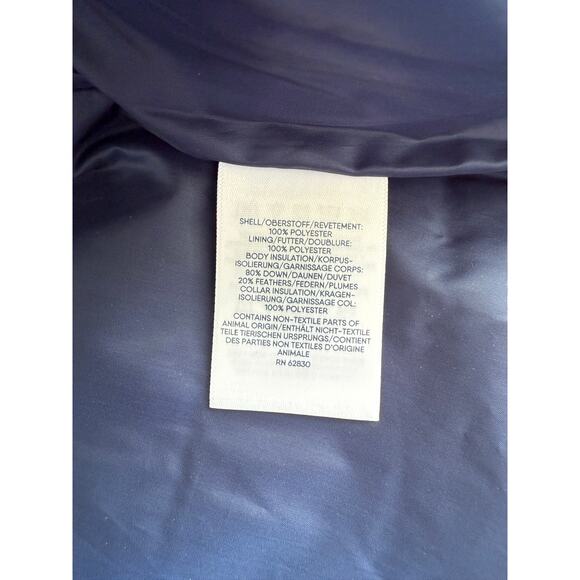 SHELL/OBERSTOFF/REVETEMENT:
100% POLYESTER
LINING/FUTTER/DOUBLURE:
100% POLYESTER
BODY INSULATION/KORPUS-
ISOLIERUNG/GARNISSAGE CORPS:
80% DOWN/DAUNEN/DUVET
20% FEATHERS/FEDERN/PLUMES
COLLAR INSULATION/KRAGEN-
ISOLIERUNG/GARNISSAGE COL:
100% POLYESTER
CONTAINS NON-TEXTILE PARTS OF
ANIMAL ORIGIN/ENTHÄLT NICHT-TEXTILE
TEILE TIERISCHEN URSPRUNGS/CONTIENT
DES PARTIES NON TEXTILES D'ORIGINE
ANIMALE
RN 62830